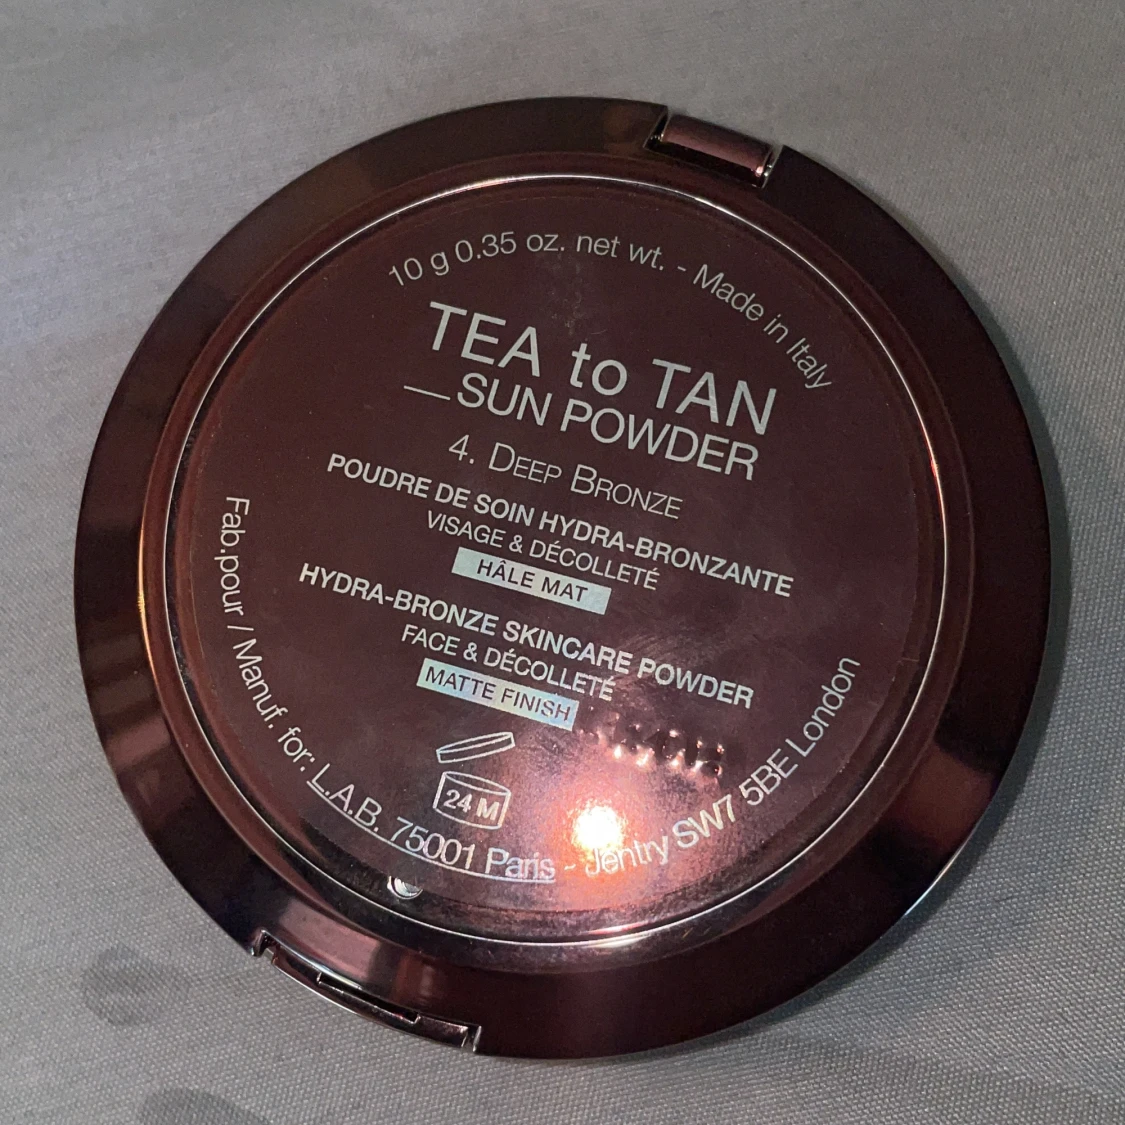 10 g 0.35 oz. net wt. - Made in Italy
TEA to TAN
—SUN POWDER
4. DEEP BRONZE
POUDRE DE SOIN HYDRA-BRONZANTE
VISAGE & DÉCOLLETÉ
HÂLE MAT
HYDRA-BRONZE SKINCARE POWDER
FACE & DÉCOLLETÉ
MATTE FINISH
24 M
Fab.pour / Manuf. for: L.A.B. 75001 Paris - Jentry SW7 5BE London